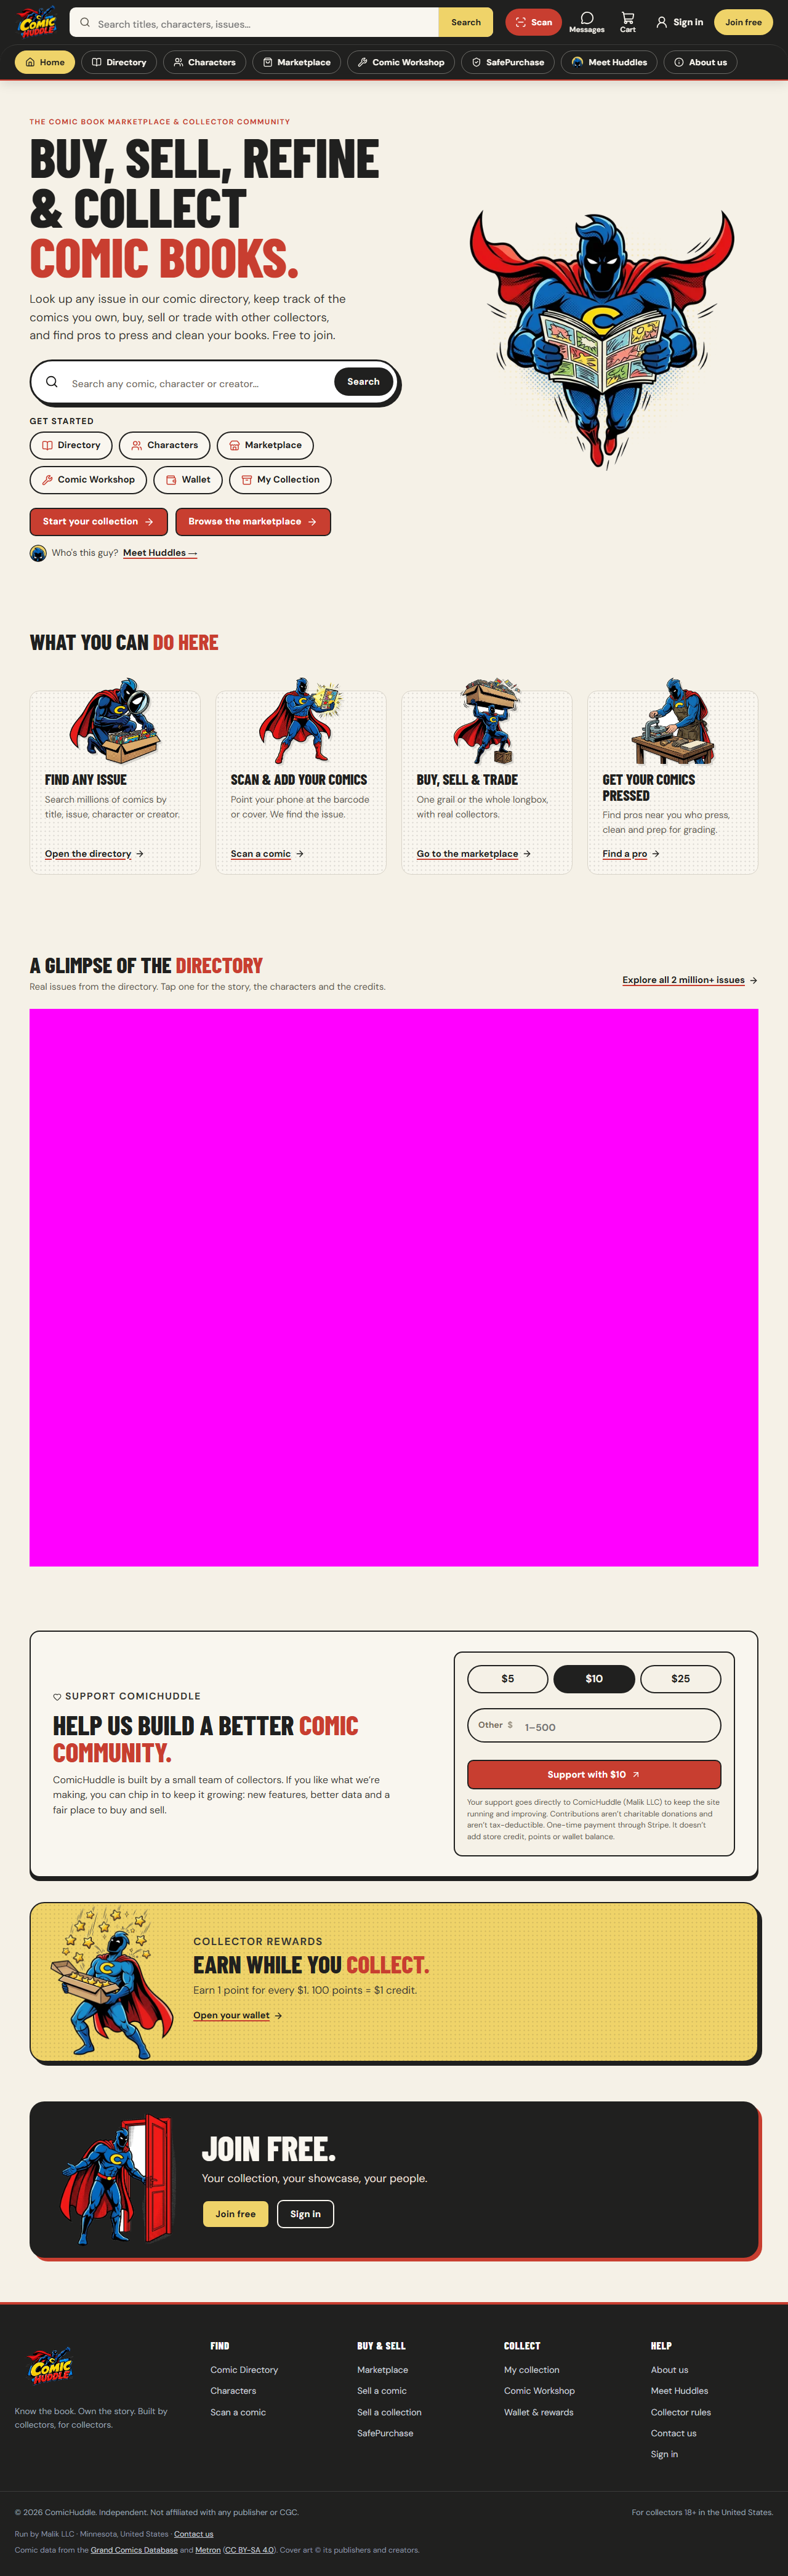 COMIC HUDDLE
Search titles, characters, issues...
Search
Scan
Messages
Cart
Sign in
Join free
Home
Directory
Characters
Marketplace
Comic Workshop
SafePurchase
Meet Huddles
About us
THE COMIC BOOK MARKETPLACE & COLLECTOR COMMUNITY
BUY, SELL, REFINE
& COLLECT
COMIC BOOKS.
Look up any issue in our comic directory, keep track of the
comics you own, buy, sell or trade with other collectors,
and find pros to press and clean your books. Free to join.
Search any comic, character or creator...
Search
GET STARTED
Directory
Characters
Marketplace
Comic Workshop
Wallet
My Collection
Start your collection →
Browse the marketplace →
Who's this guy? Meet Huddles →
WHAT YOU CAN DO HERE
FIND ANY ISSUE
Search millions of comics by
title, issue, character or creator.
Open the directory →
SCAN & ADD YOUR COMICS
Point your phone at the barcode
or cover. We find the issue.
Scan a comic →
BUY, SELL & TRADE
One grail or the whole longbox,
with real collectors.
Go to the marketplace →
GET YOUR COMICS
PRESSED
Find pros near you who press,
clean and prep for grading.
Find a pro →
A GLIMPSE OF THE DIRECTORY
Real issues from the directory. Tap one for the story, the characters and the credits.
Explore all 2 million+ issues →
SUPPORT COMICHUDDLE
HELP US BUILD A BETTER COMIC
COMMUNITY.
ComicHuddle is built by a small team of collectors. If you like what we're
making, you can chip in to keep it growing: new features, better data and a
fair place to buy and sell.
$5
$10
$25
Other $ 1–500
Support with $10 ↗
Your support goes directly to ComicHuddle (Malik LLC) to keep the site
running and improving. Contributions aren't charitable donations and
aren't tax-deductible. One-time payment through Stripe. It doesn't
add store credit, points or wallet balance.
COLLECTOR REWARDS
EARN WHILE YOU COLLECT.
Earn 1 point for every $1. 100 points = $1 credit.
Open your wallet →
JOIN FREE.
Your collection, your showcase, your people.
Join free
Sign in
COMIC HUDDLE
Know the book. Own the story. Built by
collectors, for collectors.
FIND
Comic Directory
Characters
Scan a comic
BUY & SELL
Marketplace
Sell a comic
Sell a collection
SafePurchase
COLLECT
My collection
Comic Workshop
Wallet & rewards
HELP
About us
Meet Huddles
Collector rules
Contact us
Sign in
© 2026 ComicHuddle. Independent. Not affiliated with any publisher or CGC.
For collectors 18+ in the United States.
Run by Malik LLC · Minnesota, United States · Contact us
Comic data from the Grand Comics Database and Metron (CC BY-SA 4.0). Cover art © its publishers and creators.